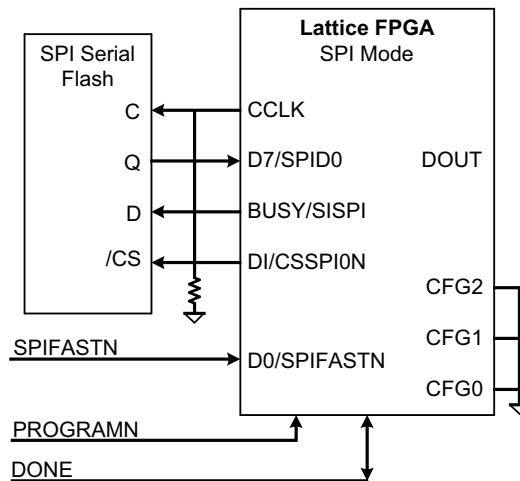 Lattice FPGA
SPI Mode
SPI Serial
Flash
C
CCLK
Q
D7/SPID0
DOUT
D
BUSY/SISPI
/CS
DI/CSSPI0N
CFG2
CFG1
CFG0
SPIFASTN
D0/SPIFASTN
PROGRAMN
DONE